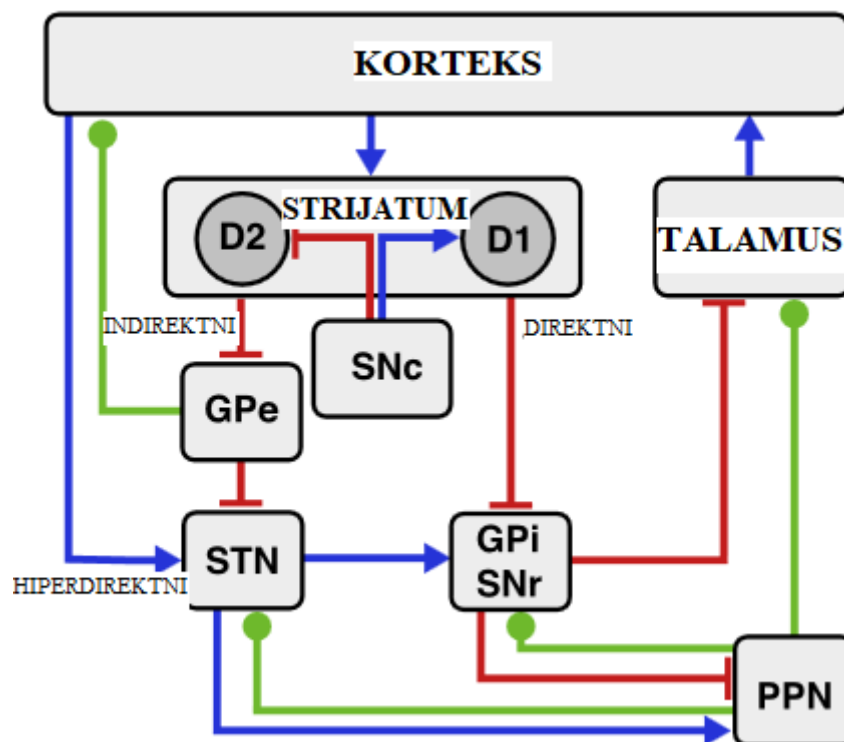 KORTEKS
STRIJATUM
D2
D1
TALAMUS
INDIREKTNI
SNc
DIREKTNI
GPe
STN
GPi
SNr
HIPERDIREKTNI
PPN